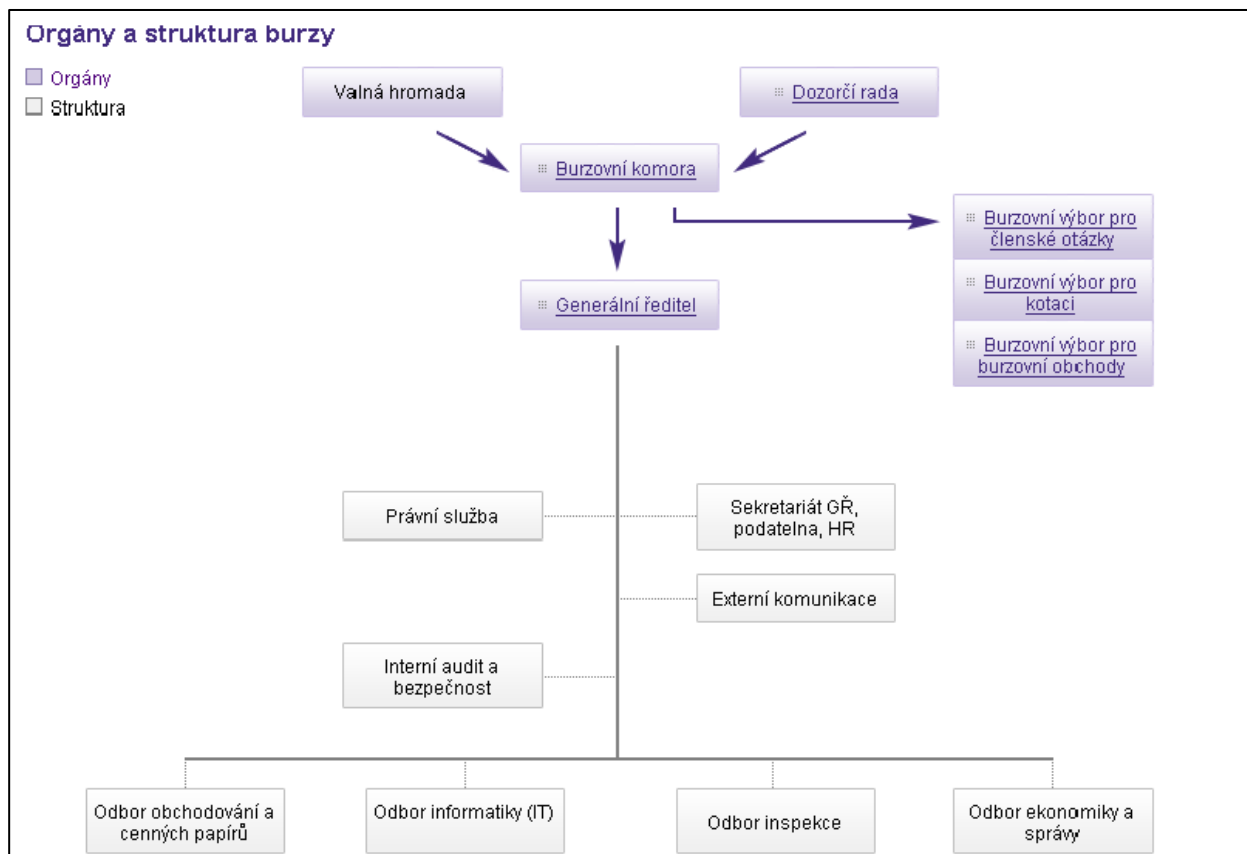 Orgány a struktura burzy
Orgány
Struktura
Valná hromada
Dozorčí rada
Burzovní komora
Burzovní výbor pro
členské otázky
Burzovní výbor pro
kotaci
Burzovní výbor pro
burzovní obchody
Generální ředitel
Právní služba
Sekretariát GŘ,
podatelna, HR
Externí komunikace
Interní audit a
bezpečnost
Odbor obchodování a
cenných papírů
Odbor informatiky (IT)
Odbor inspekce
Odbor ekonomiky a
správy